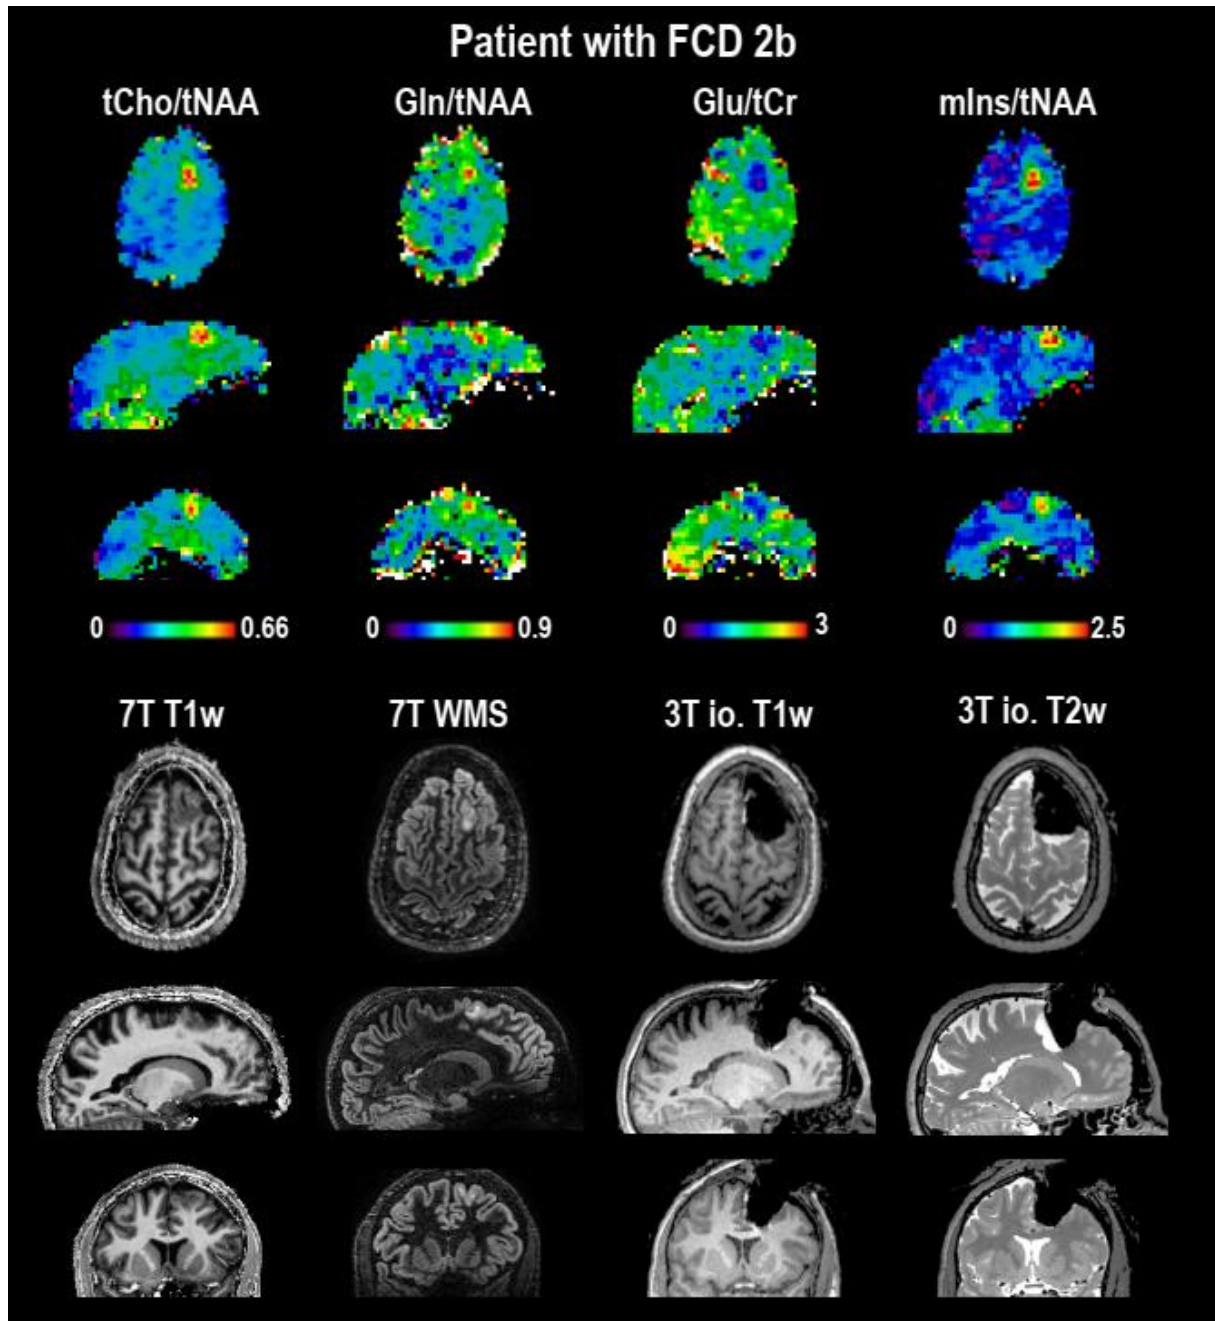 Patient with FCD 2b
tCho/tNAA Gln/tNAA Glu/tCr mIns/tNAA
0 0.66 0 0.9 0 3 0 2.5
7T T1w 7T WMS 3T io. T1w 3T io. T2w